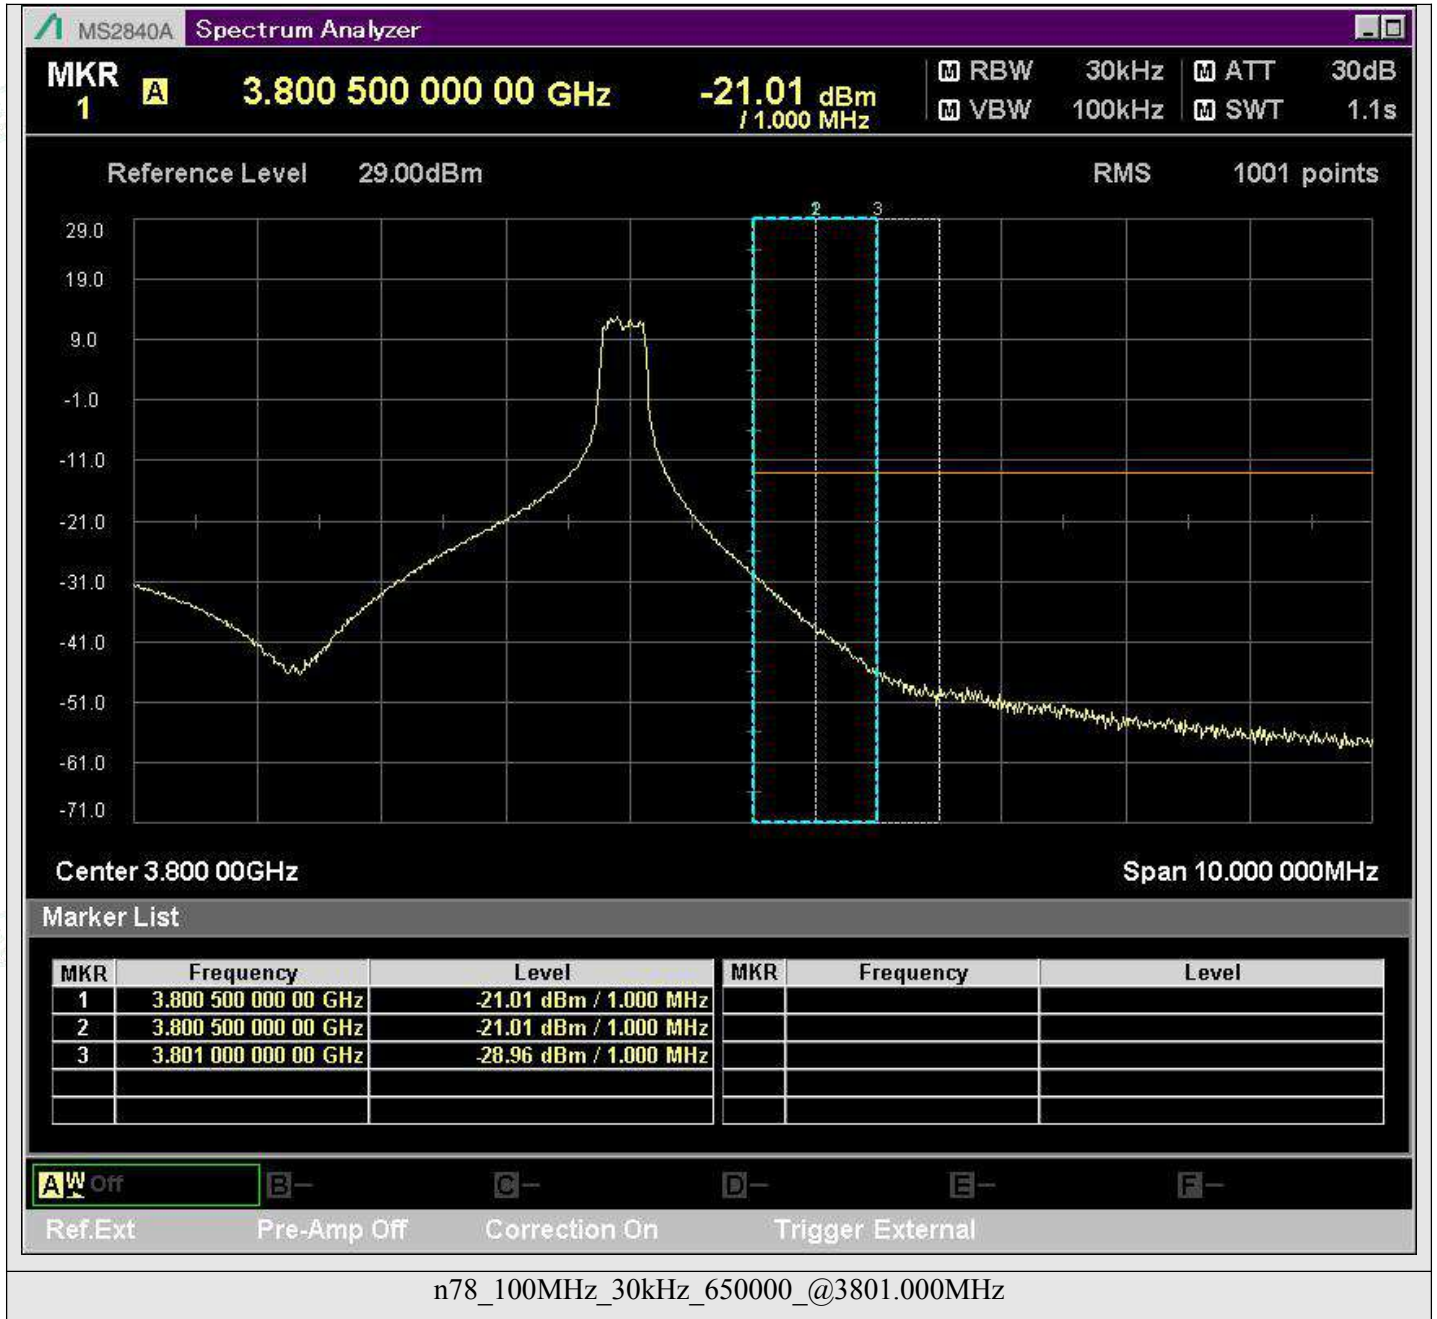 MS2840A Spectrum Analyzer
MKR 1 A 3.800 500 000 00 GHz -21.01 dBm / 1.000 MHz
M RBW 30kHz M ATT 30dB
M VBW 100kHz M SWT 1.1s
Reference Level 29.00dBm RMS 1001 points
2 3
29.0
19.0
9.0
-1.0
-11.0
-21.0
-31.0
-41.0
-51.0
-61.0
-71.0
Center 3.800 00GHz Span 10.000 000MHz
Marker List
MKR Frequency Level MKR Frequency Level
1 3.800 500 000 00 GHz -21.01 dBm / 1.000 MHz
2 3.800 500 000 00 GHz -21.01 dBm / 1.000 MHz
3 3.801 000 000 00 GHz -28.96 dBm / 1.000 MHz
A W Off B - C - D - E - F -
Ref.Ext Pre-Amp Off Correction On Trigger External
n78_100MHz_30kHz_650000_@3801.000MHz